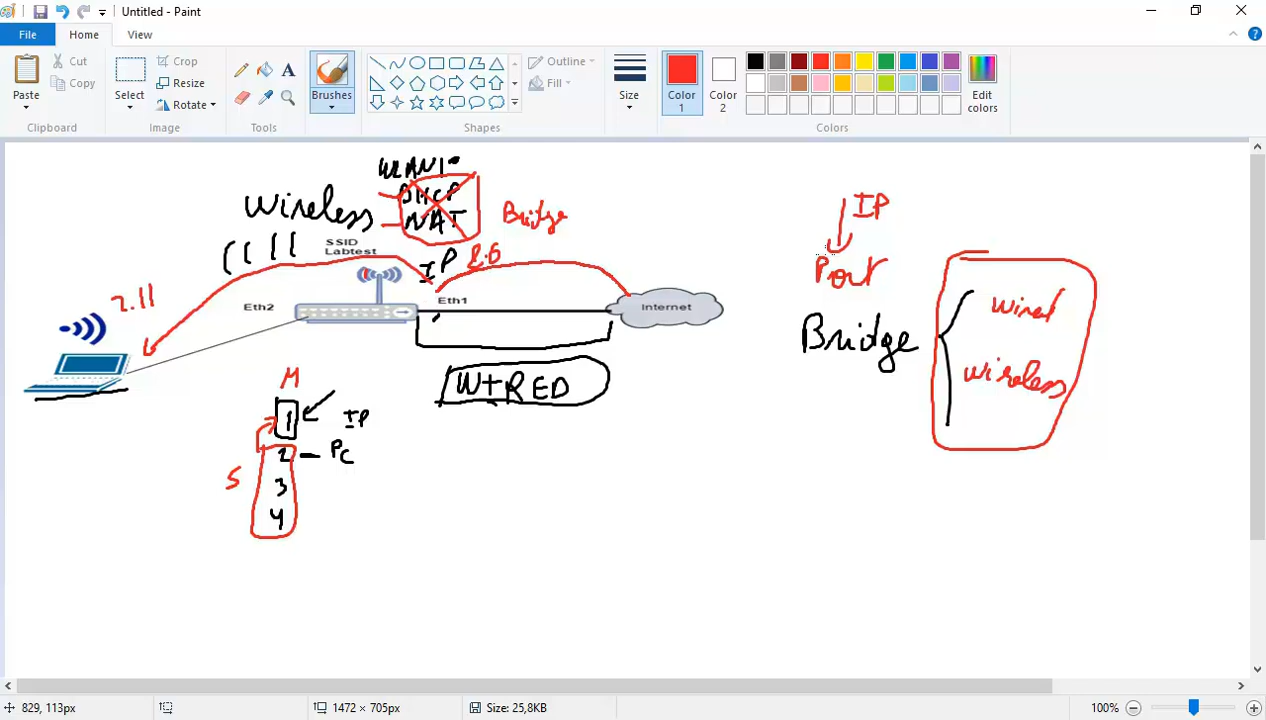 Untitled - Paint
File
Home
View
Paste
Cut
Copy
Clipboard
Select
Crop
Resize
Rotate
Image
Tools
Brushes
Shapes
Outline
Fill
Size
Color 1
Color 2
Edit colors
Colors
WLAN1
DHCP
NAT
wireless
Bridge
SSID
Labtest
IP
2.6
Eth1
Eth2
Internet
2.11
WIRED
M
1
IP
2 — PC
3
4
S
IP
Port
Bridge
wired
wireless
829, 113px
1472 × 705px
Size: 25,8KB
100%